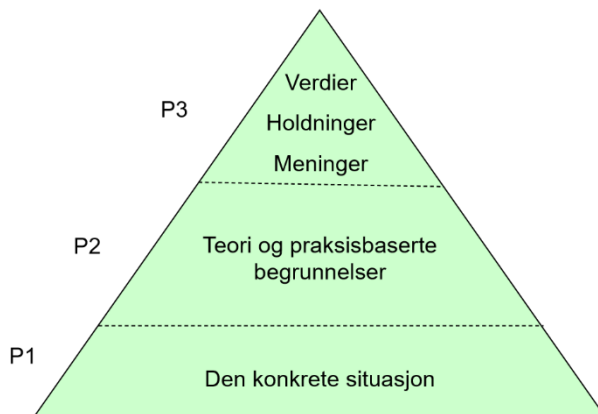 P3
Verdier
Holdninger
Meninger
P2
Teori og praksisbaserte
begrunnelser
P1
Den konkrete situasjon